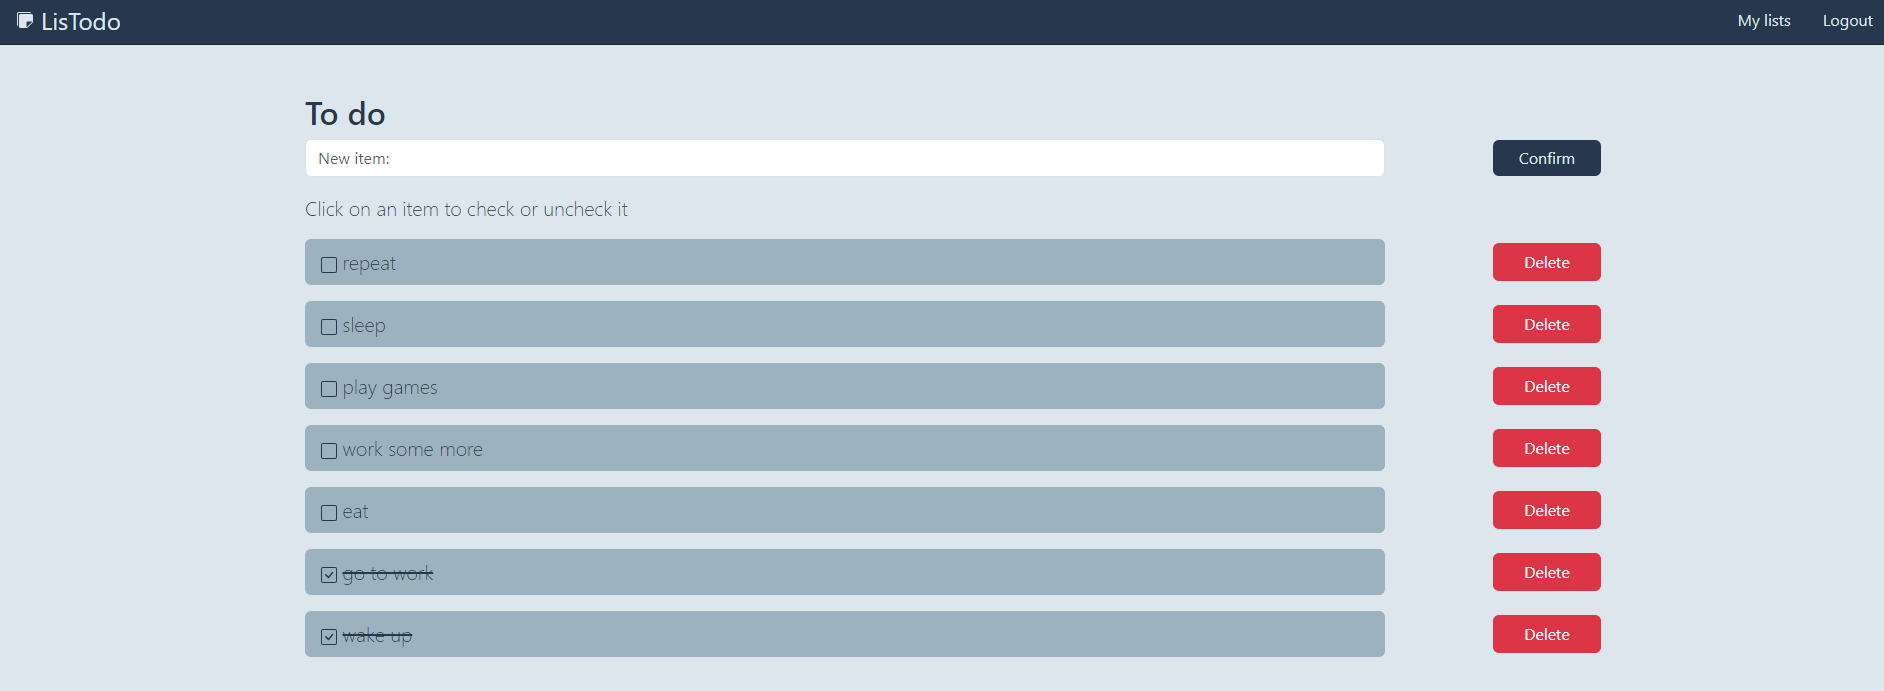 LisTodo My lists Logout
To do
New item: Confirm
Click on an item to check or uncheck it
repeat Delete
sleep Delete
play games Delete
work some more Delete
eat Delete
go to work Delete
wake up Delete